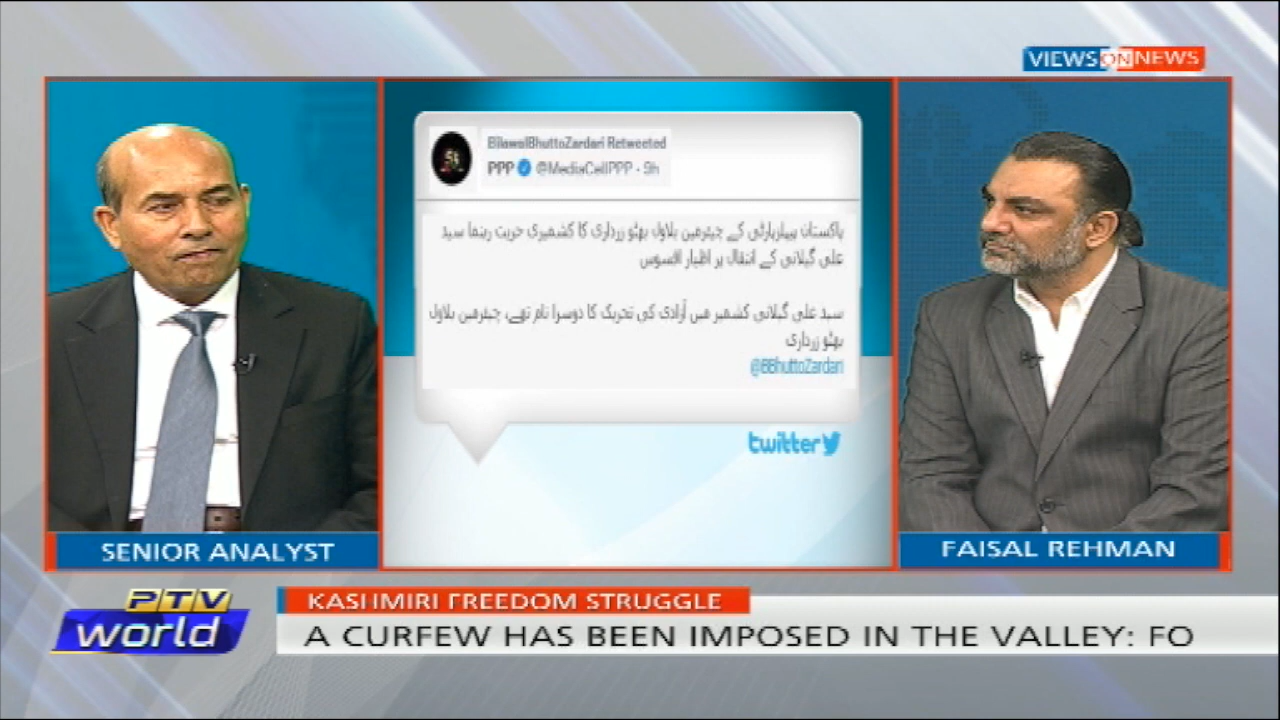 VIEWS ON NEWS
BilawalBhuttoZardari Retweeted
PPP @MediaCellPPP · 9h
پاکستان پیپلزپارٹی کے چیئرمین بلاول بھٹو زرداری کا کشمیری حریت رہنما سید
علی گیلانی کے انتقال پر اظہار افسوس
سید علی گیلانی کشمیر میں آزادی کی تحریک کا دوسرا نام تھے، چیئرمین بلاول
بھٹو زرداری
@BBhuttoZardari
twitter
SENIOR ANALYST
FAISAL REHMAN
PTV
world
KASHMIRI FREEDOM STRUGGLE
A CURFEW HAS BEEN IMPOSED IN THE VALLEY: FO